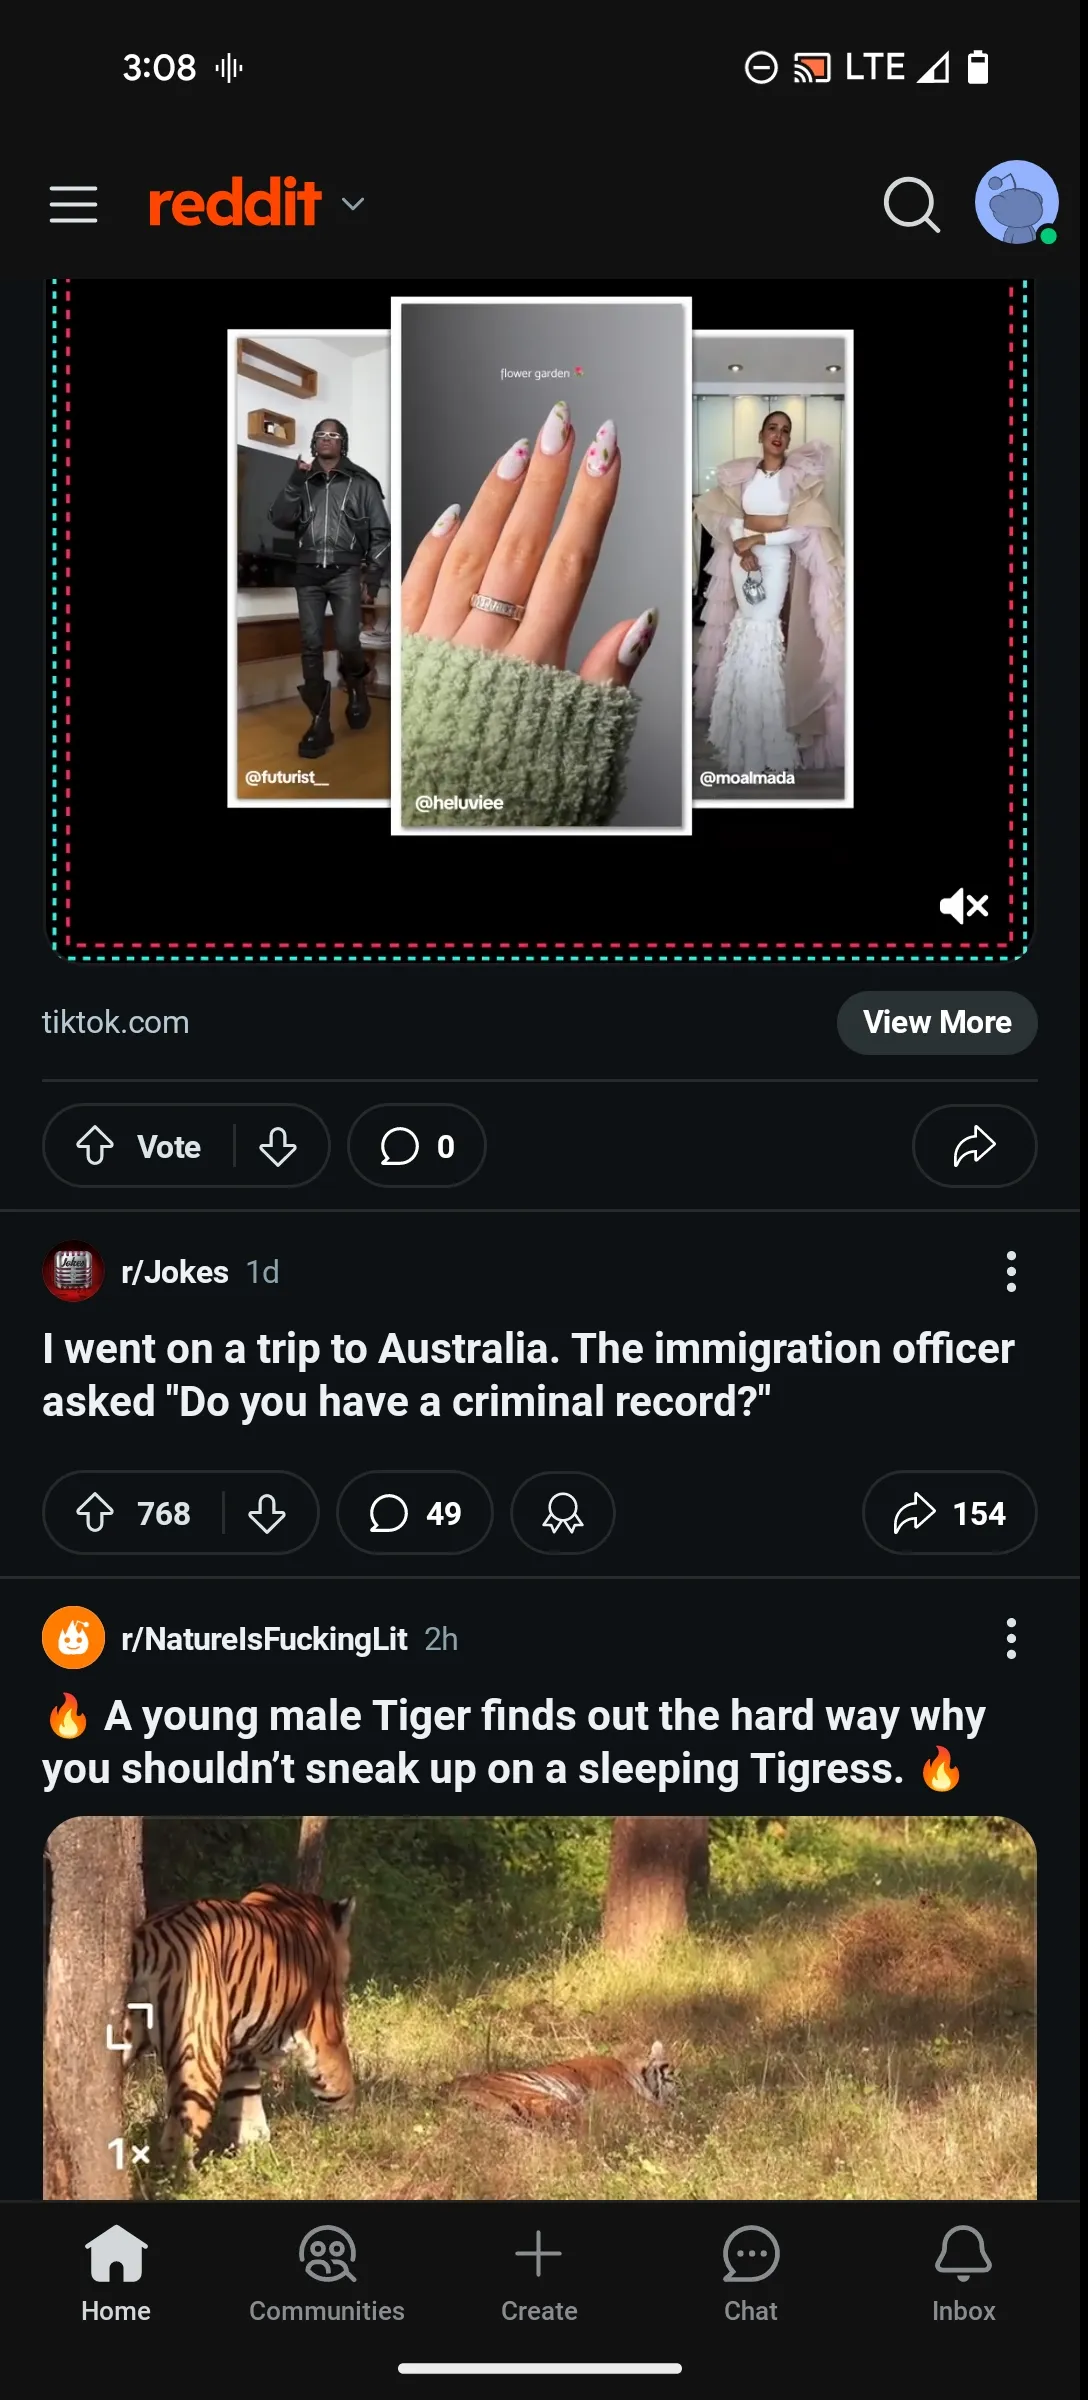 3:08
LTE
reddit
flower garden
@futurist__
@heluviee
@moalmada
tiktok.com
View More
Vote
0
r/Jokes 1d
I went on a trip to Australia. The immigration officer
asked "Do you have a criminal record?"
768
49
154
r/NatureIsFuckingLit 2h
🔥 A young male Tiger finds out the hard way why
you shouldn’t sneak up on a sleeping Tigress. 🔥
1×
Home
Communities
Create
Chat
Inbox